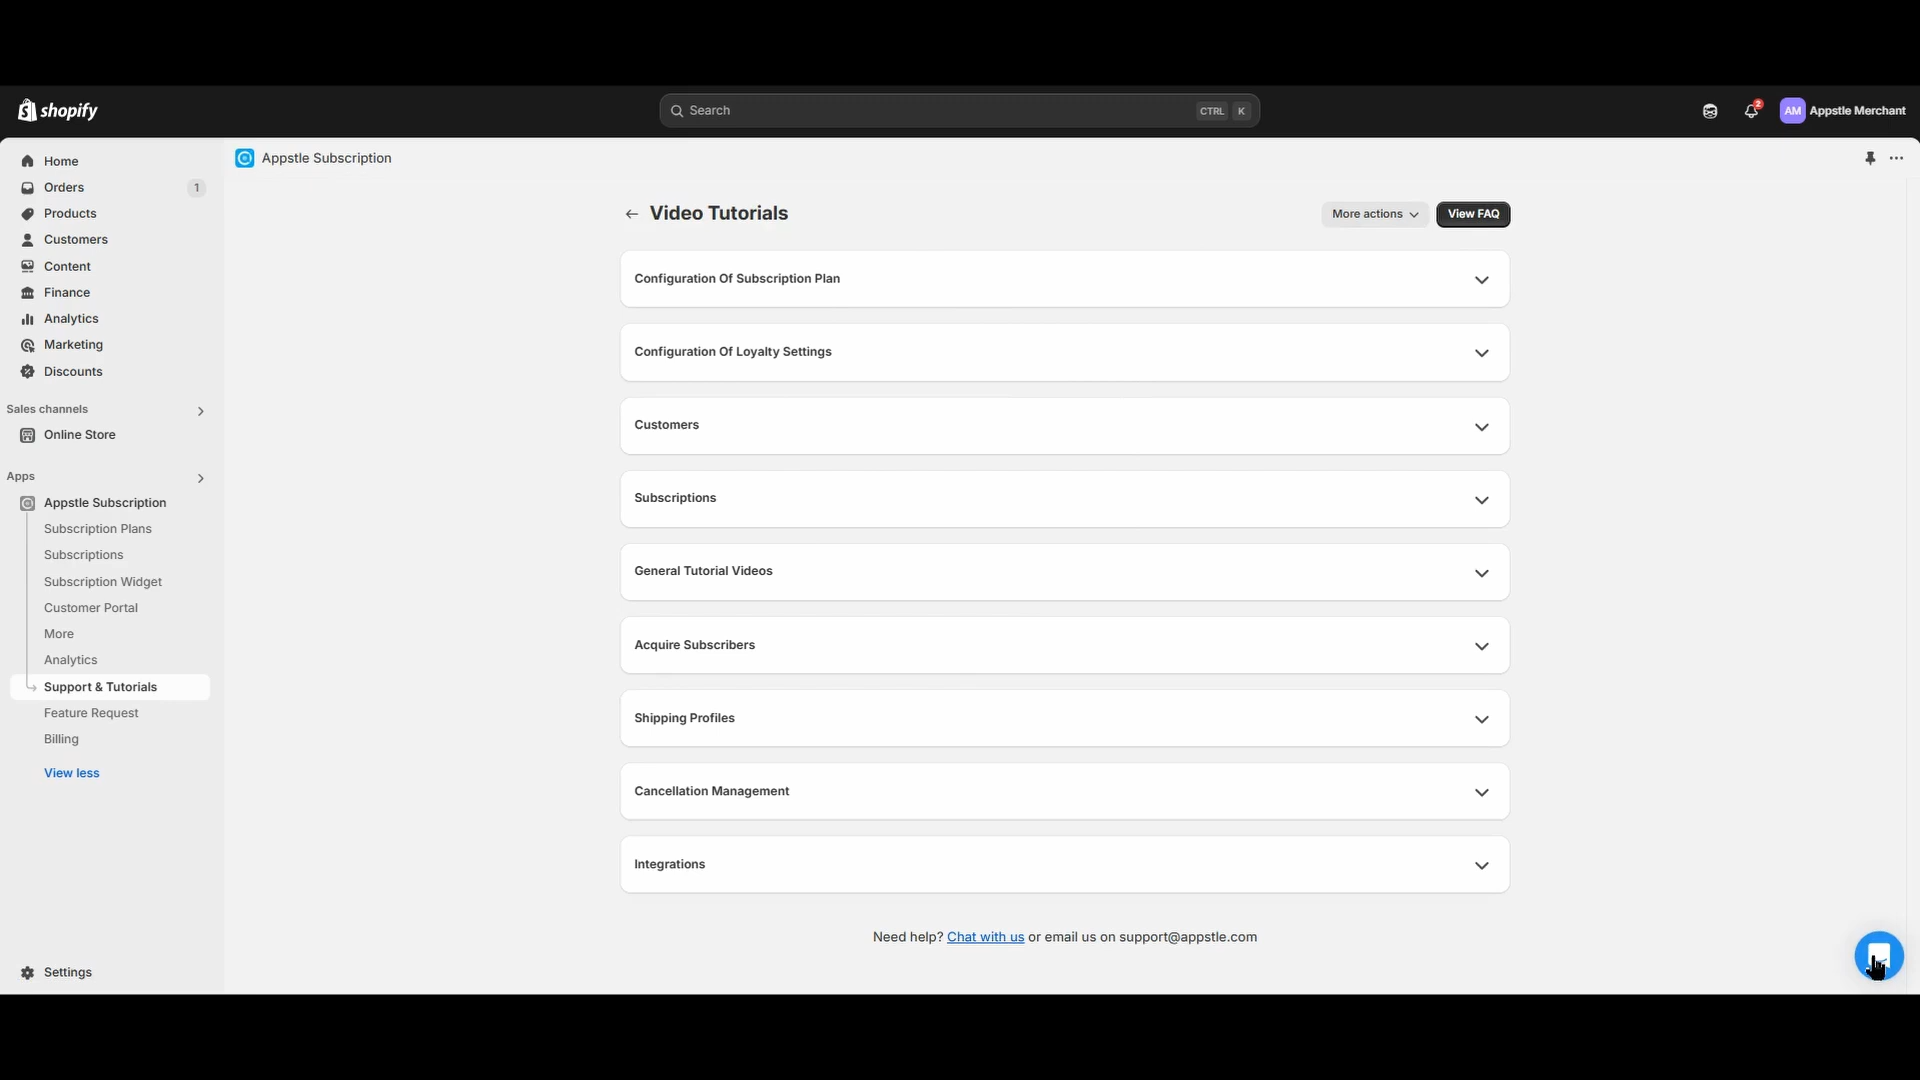 shopify
Search
CTRL K
2
AM
Appstle Merchant
Home
Orders
1
Products
Customers
Content
Finance
Analytics
Marketing
Discounts
Sales channels
Online Store
Apps
Appstle Subscription
Subscription Plans
Subscriptions
Subscription Widget
Customer Portal
More
Analytics
Support & Tutorials
Feature Request
Billing
View less
Settings
Appstle Subscription
Video Tutorials
More actions
View FAQ
Configuration Of Subscription Plan
Configuration Of Loyalty Settings
Customers
Subscriptions
General Tutorial Videos
Acquire Subscribers
Shipping Profiles
Cancellation Management
Integrations
Need help? Chat with us or email us on support@appstle.com